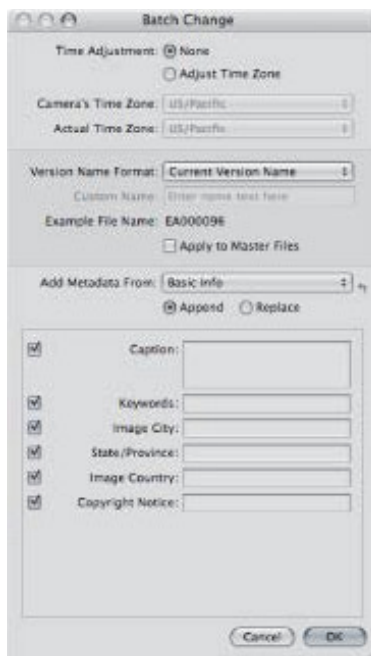 Batch Change
Time Adjustment: None
Adjust Time Zone
Camera's Time Zone: US/Pacific
Actual Time Zone: US/Pacific
Version Name Format: Current Version Name
Custom Name: Enter name text here
Example File Name: EA000096
Apply to Master Files
Add Metadata From: Basic Info
Append Replace
Caption:
Keywords:
Image City:
State/Province:
Image Country:
Copyright Notice:
Cancel OK